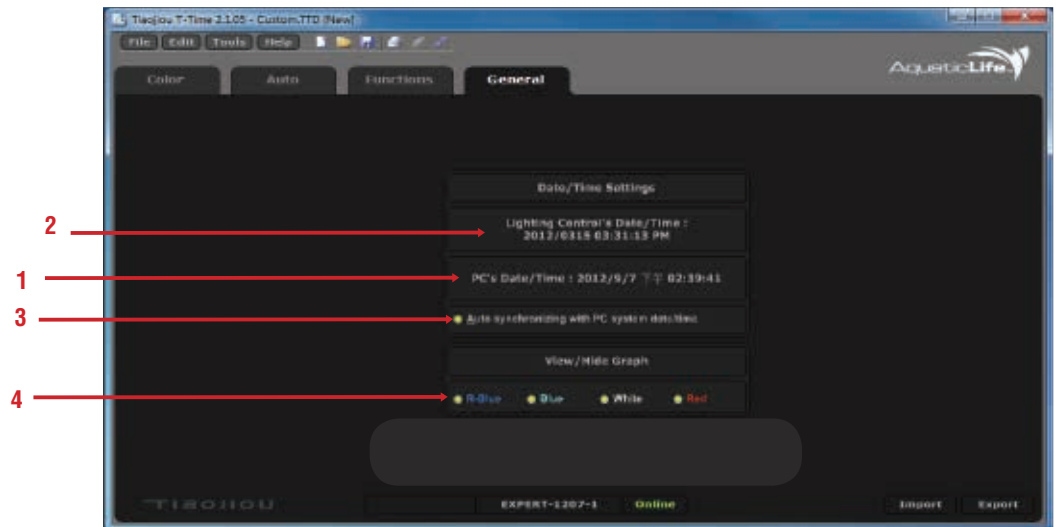 Tiaojiou T-Time 2.1.05 - Custom.TTD (New)
File Edit Tools Help
AquaticLife
Color Auto Functions General
Date/Time Settings
2
Lighting Control's Date/Time :
2012/0315 03:31:13 PM
1
PC's Date/Time : 2012/9/7 下午 02:39:41
3
Auto synchronizing with PC system date/time
View/Hide Graph
4
R-Blue Blue White Red
TIAOJIOU
EXPERT-1207-1 Online Import Export